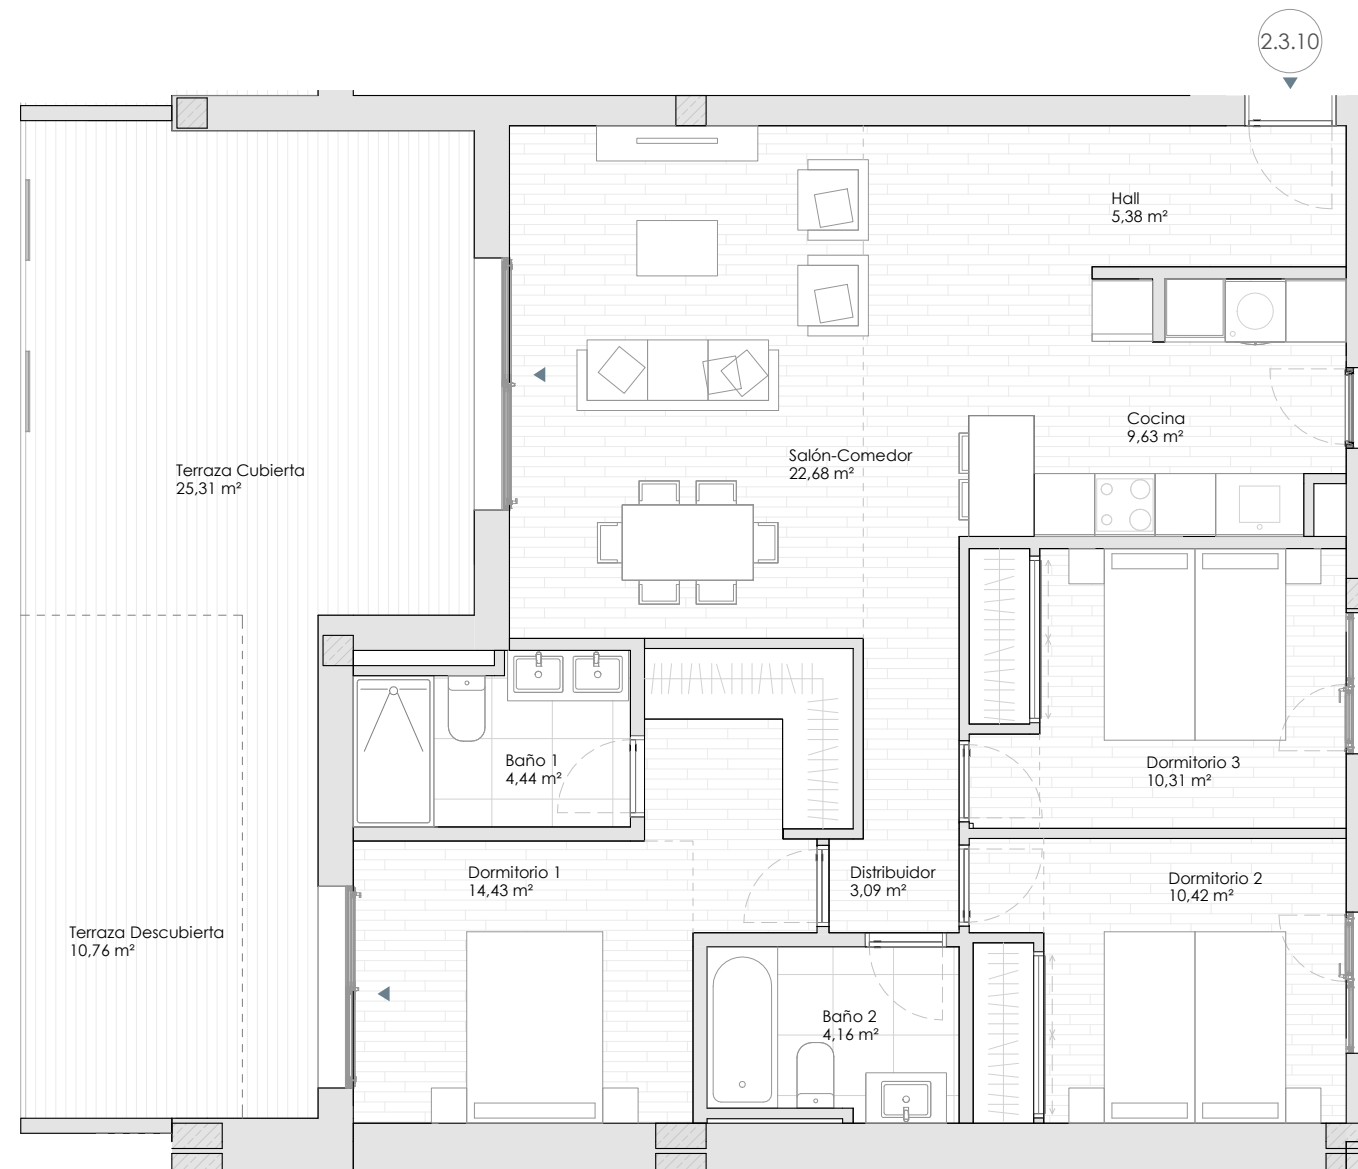 2.3.10
Hall
5,38 m²
Cocina
9,63 m²
Salón-Comedor
22,68 m²
Terraza Cubierta
25,31 m²
Baño 1
4,44 m²
Dormitorio 3
10,31 m²
Dormitorio 1
14,43 m²
Distribuidor
3,09 m²
Dormitorio 2
10,42 m²
Terraza Descubierta
10,76 m²
Baño 2
4,16 m²